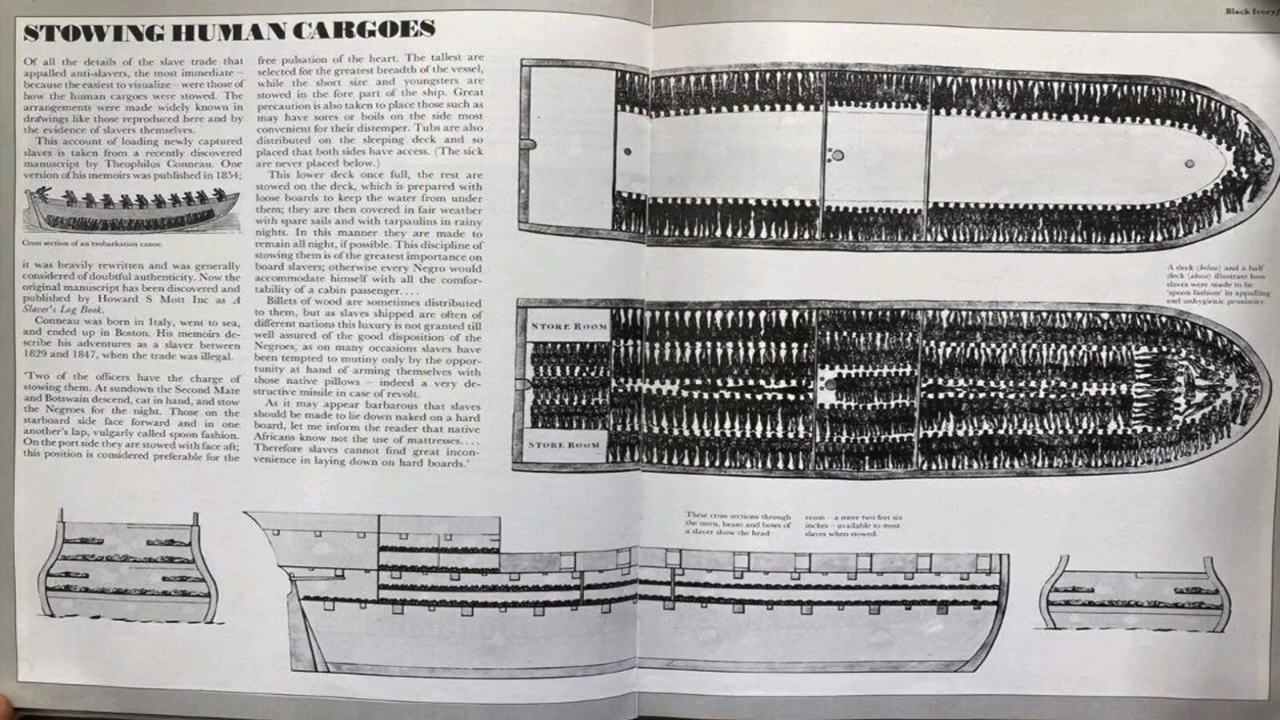 Black Ivory
STOWING HUMAN CARGOES
Of all the details of the slave trade that
appalled anti-slavers, the most immediate –
because the easiest to visualize – were those of
how the human cargoes were stowed. The
arrangements were made widely known in
drawings like those reproduced here and by
the evidence of slavers themselves.
This account of loading newly captured
slaves is taken from a recently discovered
manuscript by Theophilus Conneau. One
version of his memoirs was published in 1854;
Cross section of an embarkation canoe
it was heavily rewritten and was generally
considered of doubtful authenticity. Now the
original manuscript has been discovered and
published by Howard S Mott Inc as A
Slaver's Log Book.
Conneau was born in Italy, went to sea,
and ended up in Boston. His memoirs de-
scribe his adventures as a slaver between
1829 and 1847, when the trade was illegal.
'Two of the officers have the charge of
stowing them. At sundown the Second Mate
and Botswain descend, cat in hand, and stow
the Negroes for the night. Those on the
starboard side face forward and in one
another's lap, vulgarly called spoon fashion.
On the port side they are stowed with face aft;
this position is considered preferable for the
free pulsation of the heart. The tallest are
selected for the greatest breadth of the vessel,
while the short size and youngsters are
stowed in the fore part of the ship. Great
precaution is also taken to place those such as
may have sores or boils on the side most
convenient for their distemper. Tubs are also
distributed on the sleeping deck and so
placed that both sides have access. (The sick
are never placed below.)
This lower deck once full, the rest are
stowed on the deck, which is prepared with
loose boards to keep the water from under
them; they are then covered in fair weather
with spare sails and with tarpaulins in rainy
nights. In this manner they are made to
remain all night, if possible. This discipline of
stowing them is of the greatest importance on
board slavers; otherwise every Negro would
accommodate himself with all the comfor-
tability of a cabin passenger. . . .
Billets of wood are sometimes distributed
to them, but as slaves shipped are often of
different nations this luxury is not granted till
well assured of the good disposition of the
Negroes, as on many occasions slaves have
been tempted to mutiny only by the oppor-
tunity at hand of arming themselves with
those native pillows – indeed a very de-
structive missile in case of revolt.
As it may appear barbarous that slaves
should be made to lie down naked on a hard
board, let me inform the reader that native
Africans know not the use of mattresses. . . .
Therefore slaves cannot find great incon-
venience in laying down on hard boards.'
A deck (below) and a half
deck (above) illustrate how
slaves were made to lie
'spoon fashion' in appalling
and unhygienic proximity.
STORE ROOM
STORE ROOM
These cross sections through
the stern, beam and bows of
a slaver show the head
room – a mere two feet six
inches – available to most
slaves when stowed.